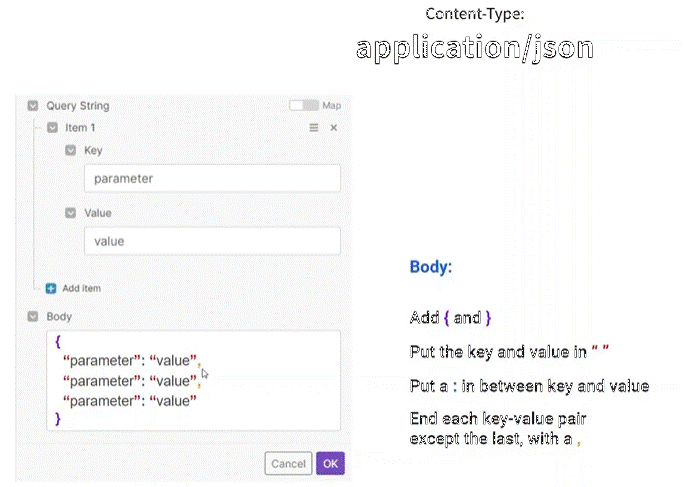 Content-Type:
application/json
Query String
Map
Item 1
Key
parameter
Value
value
Add item
Body
{
“parameter”: “value”,
“parameter”: “value”,
“parameter”: “value”
}
Cancel
OK
Body:
Add { and }
Put the key and value in “ ”
Put a : in between key and value
End each key-value pair
except the last, with a ,